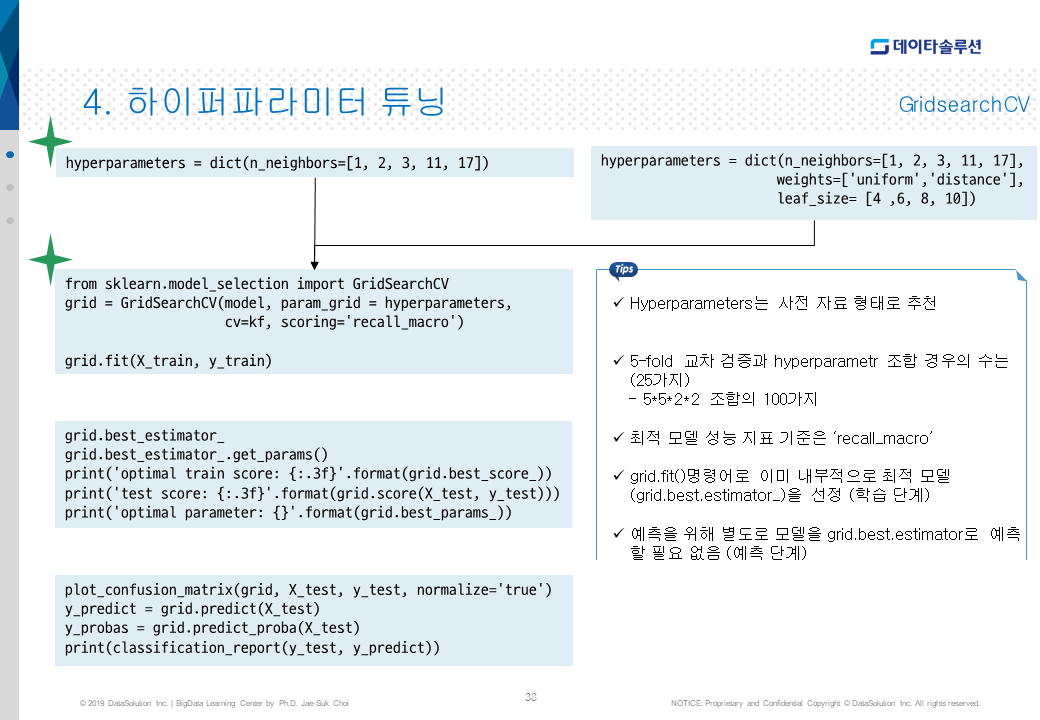 데이타솔루션
4. 하이퍼파라미터 튜닝
GridsearchCV
hyperparameters = dict(n_neighbors=[1, 2, 3, 11, 17])
hyperparameters = dict(n_neighbors=[1, 2, 3, 11, 17],
weights=['uniform','distance'],
leaf_size= [4 ,6, 8, 10])
from sklearn.model_selection import GridSearchCV
grid = GridSearchCV(model, param_grid = hyperparameters,
cv=kf, scoring='recall_macro')
grid.fit(X_train, y_train)
grid.best_estimator_
grid.best_estimator_.get_params()
print('optimal train score: {:.3f}'.format(grid.best_score_))
print('test score: {:.3f}'.format(grid.score(X_test, y_test)))
print('optimal parameter: {}'.format(grid.best_params_))
plot_confusion_matrix(grid, X_test, y_test, normalize='true')
y_predict = grid.predict(X_test)
y_probas = grid.predict_proba(X_test)
print(classification_report(y_test, y_predict))
Tips
✓ Hyperparameters는 사전 자료 형태로 추천
✓ 5-fold 교차 검증과 hyperparametr 조합 경우의 수는
(25가지)
- 5*5*2*2 조합의 100가지
✓ 최적 모델 성능 지표 기준은 ‘recall_macro’
✓ grid.fit()명령어로 이미 내부적으로 최적 모델
(grid.best.estimator_)을 선정 (학습 단계)
✓ 예측을 위해 별도로 모델을 grid.best.estimator로 예측
할 필요 없음 (예측 단계)
© 2019 DataSolution Inc. | BigData Learning Center by Ph.D. Jae-Suk Choi
38
NOTICE: Proprietary and Confidential Copyright © DataSolution Inc. All rights reserved.